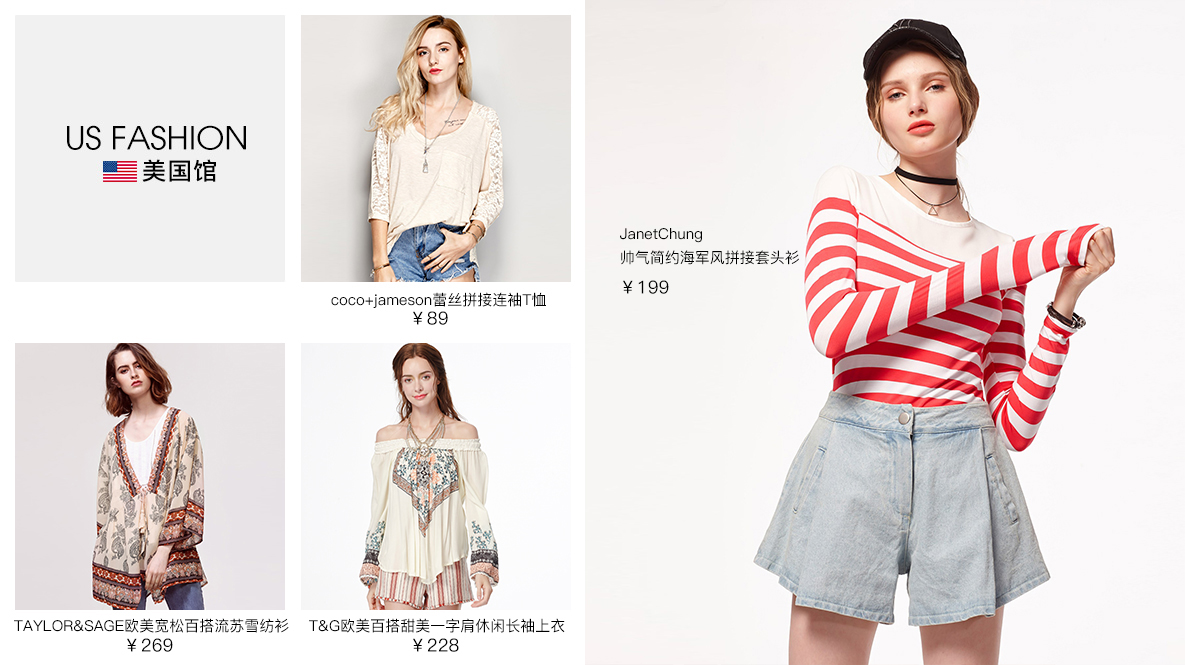 US FASHION
美国馆
coco+jameson蕾丝拼接连袖T恤
￥89
TAYLOR&SAGE欧美宽松百搭流苏雪纺衫
￥269
T&G欧美百搭甜美一字肩休闲长袖上衣
￥228
JanetChung
帅气简约海军风拼接套头衫
￥199